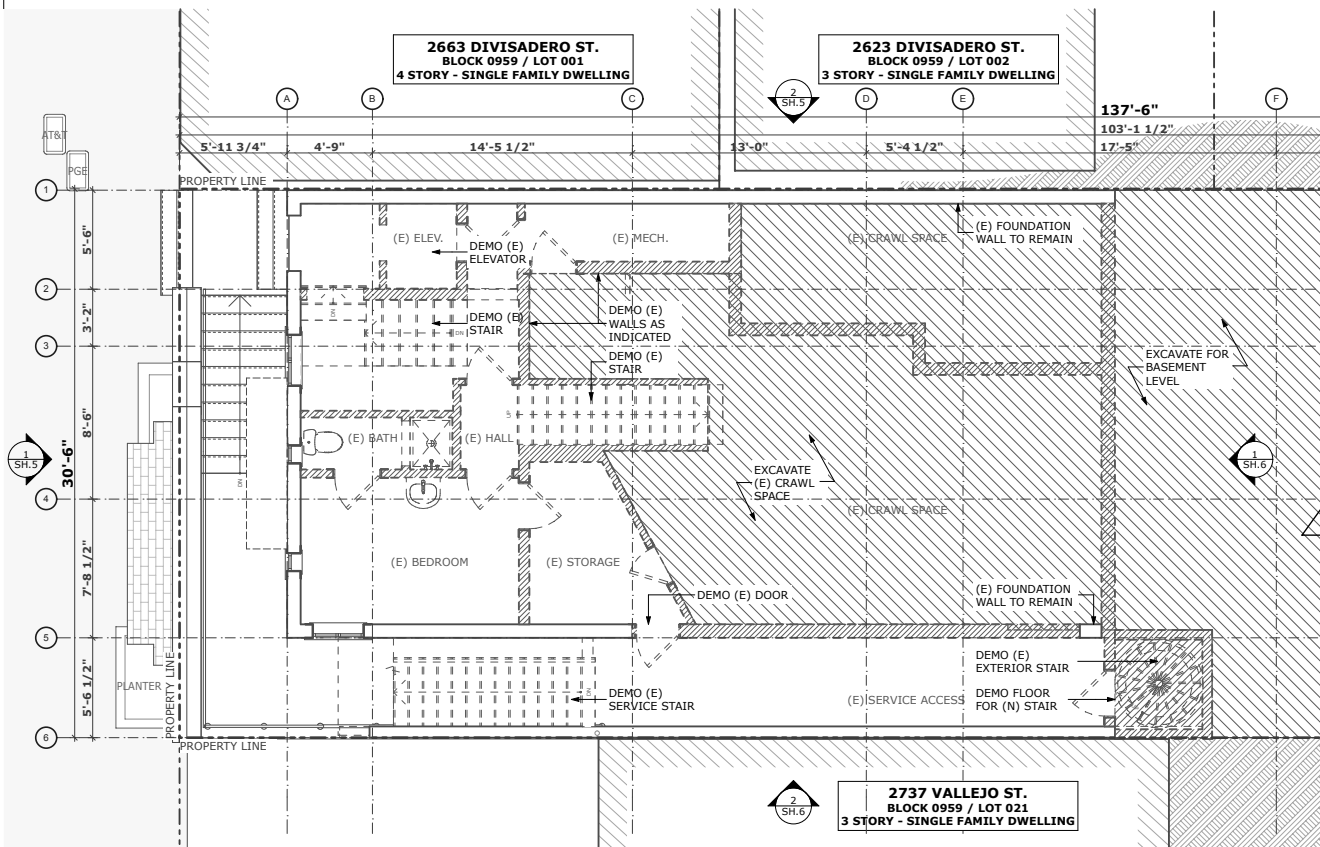 2663 DIVISADERO ST.
BLOCK 0959 / LOT 001
4 STORY - SINGLE FAMILY DWELLING
2623 DIVISADERO ST.
BLOCK 0959 / LOT 002
3 STORY - SINGLE FAMILY DWELLING
2
SH.5
A
B
C
D
E
F
137'-6"
103'-1 1/2"
5'-11 3/4"
4'-9"
14'-5 1/2"
13'-0"
5'-4 1/2"
17'-5"
AT&T
PGE
PROPERTY LINE
1
2
3
4
5
6
5'-6"
3'-2"
8'-6"
7'-8 1/2"
5'-6 1/2"
30'-6"
1
SH.5
(E) ELEV.
DEMO (E)
ELEVATOR
(E) MECH.
(E) CRAWL SPACE
(E) FOUNDATION
WALL TO REMAIN
DN
DEMO (E)
STAIR
DN
DEMO (E)
WALLS AS
INDICATED
DEMO (E)
STAIR
EXCAVATE FOR
BASEMENT
LEVEL
UP
(E) BATH
(E) HALL
DN
EXCAVATE
(E) CRAWL
SPACE
(E) CRAWL SPACE
1
SH.6
(E) BEDROOM
(E) STORAGE
DEMO (E) DOOR
(E) FOUNDATION
WALL TO REMAIN
DEMO (E)
EXTERIOR STAIR
DEMO FLOOR
FOR (N) STAIR
(E) SERVICE ACCESS
DN
DEMO (E)
SERVICE STAIR
PLANTER
PROPERTY LINE
PROPERTY LINE
2
SH.6
2737 VALLEJO ST.
BLOCK 0959 / LOT 021
3 STORY - SINGLE FAMILY DWELLING